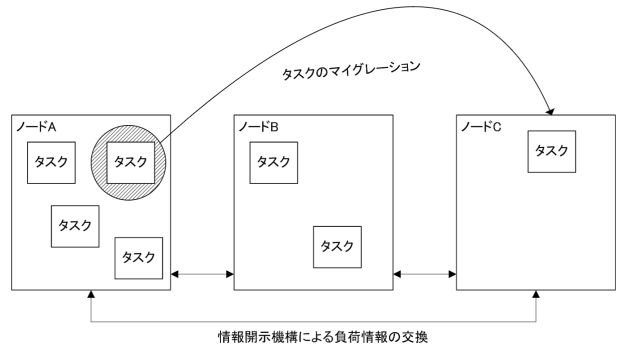 タスクのマイグレーション
ノードA
タスク
タスク
タスク
タスク
ノードB
タスク
タスク
ノードC
タスク
情報開示機構による負荷情報の交換